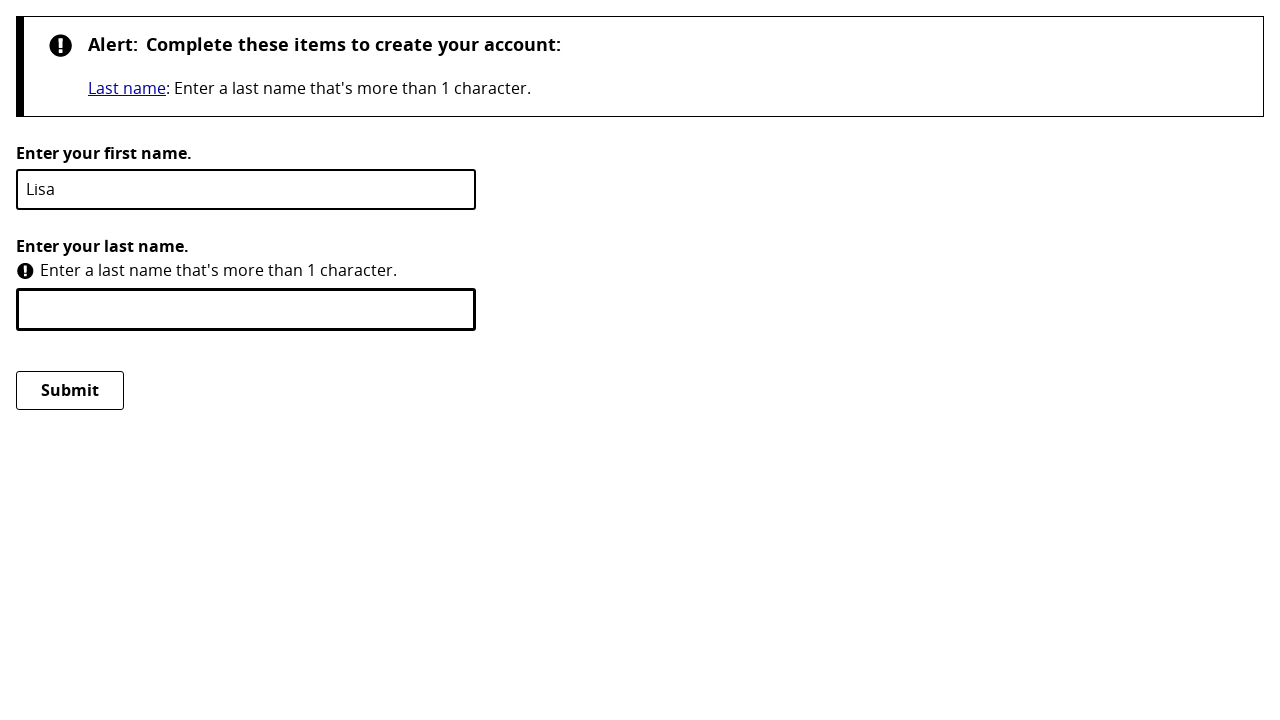 Alert: Complete these items to create your account:
Last name: Enter a last name that's more than 1 character.
Enter your first name.
Lisa
Enter your last name.
Enter a last name that's more than 1 character.
Submit